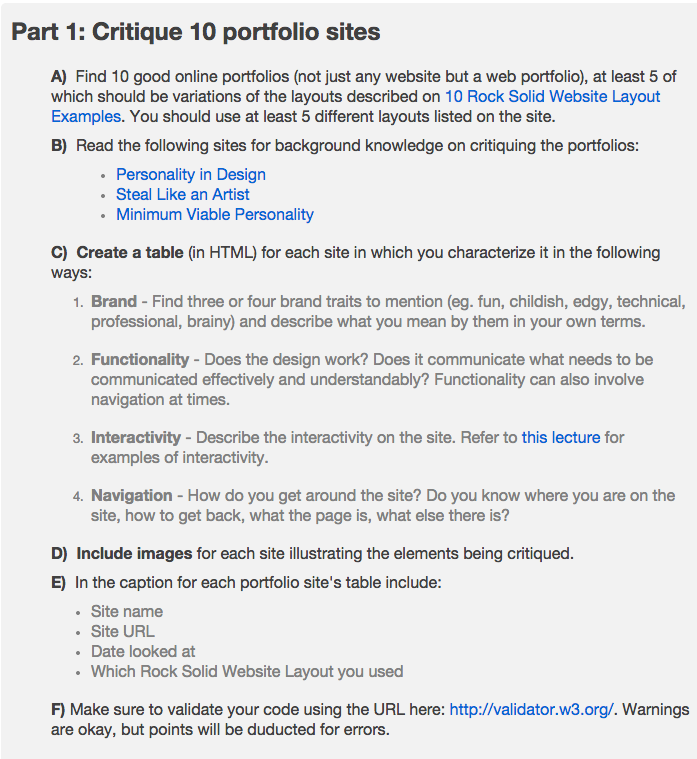 Part 1: Critique 10 portfolio sites
A) Find 10 good online portfolios (not just any website but a web portfolio), at least 5 of
which should be variations of the layouts described on 10 Rock Solid Website Layout
Examples. You should use at least 5 different layouts listed on the site.
B) Read the following sites for background knowledge on critiquing the portfolios:
• Personality in Design
• Steal Like an Artist
• Minimum Viable Personality
C) Create a table (in HTML) for each site in which you characterize it in the following
ways:
1. Brand - Find three or four brand traits to mention (eg. fun, childish, edgy, technical,
professional, brainy) and describe what you mean by them in your own terms.
2. Functionality - Does the design work? Does it communicate what needs to be
communicated effectively and understandably? Functionality can also involve
navigation at times.
3. Interactivity - Describe the interactivity on the site. Refer to this lecture for
examples of interactivity.
4. Navigation - How do you get around the site? Do you know where you are on the
site, how to get back, what the page is, what else there is?
D) Include images for each site illustrating the elements being critiqued.
E) In the caption for each portfolio site's table include:
• Site name
• Site URL
• Date looked at
• Which Rock Solid Website Layout you used
F) Make sure to validate your code using the URL here: http://validator.w3.org/. Warnings
are okay, but points will be duducted for errors.